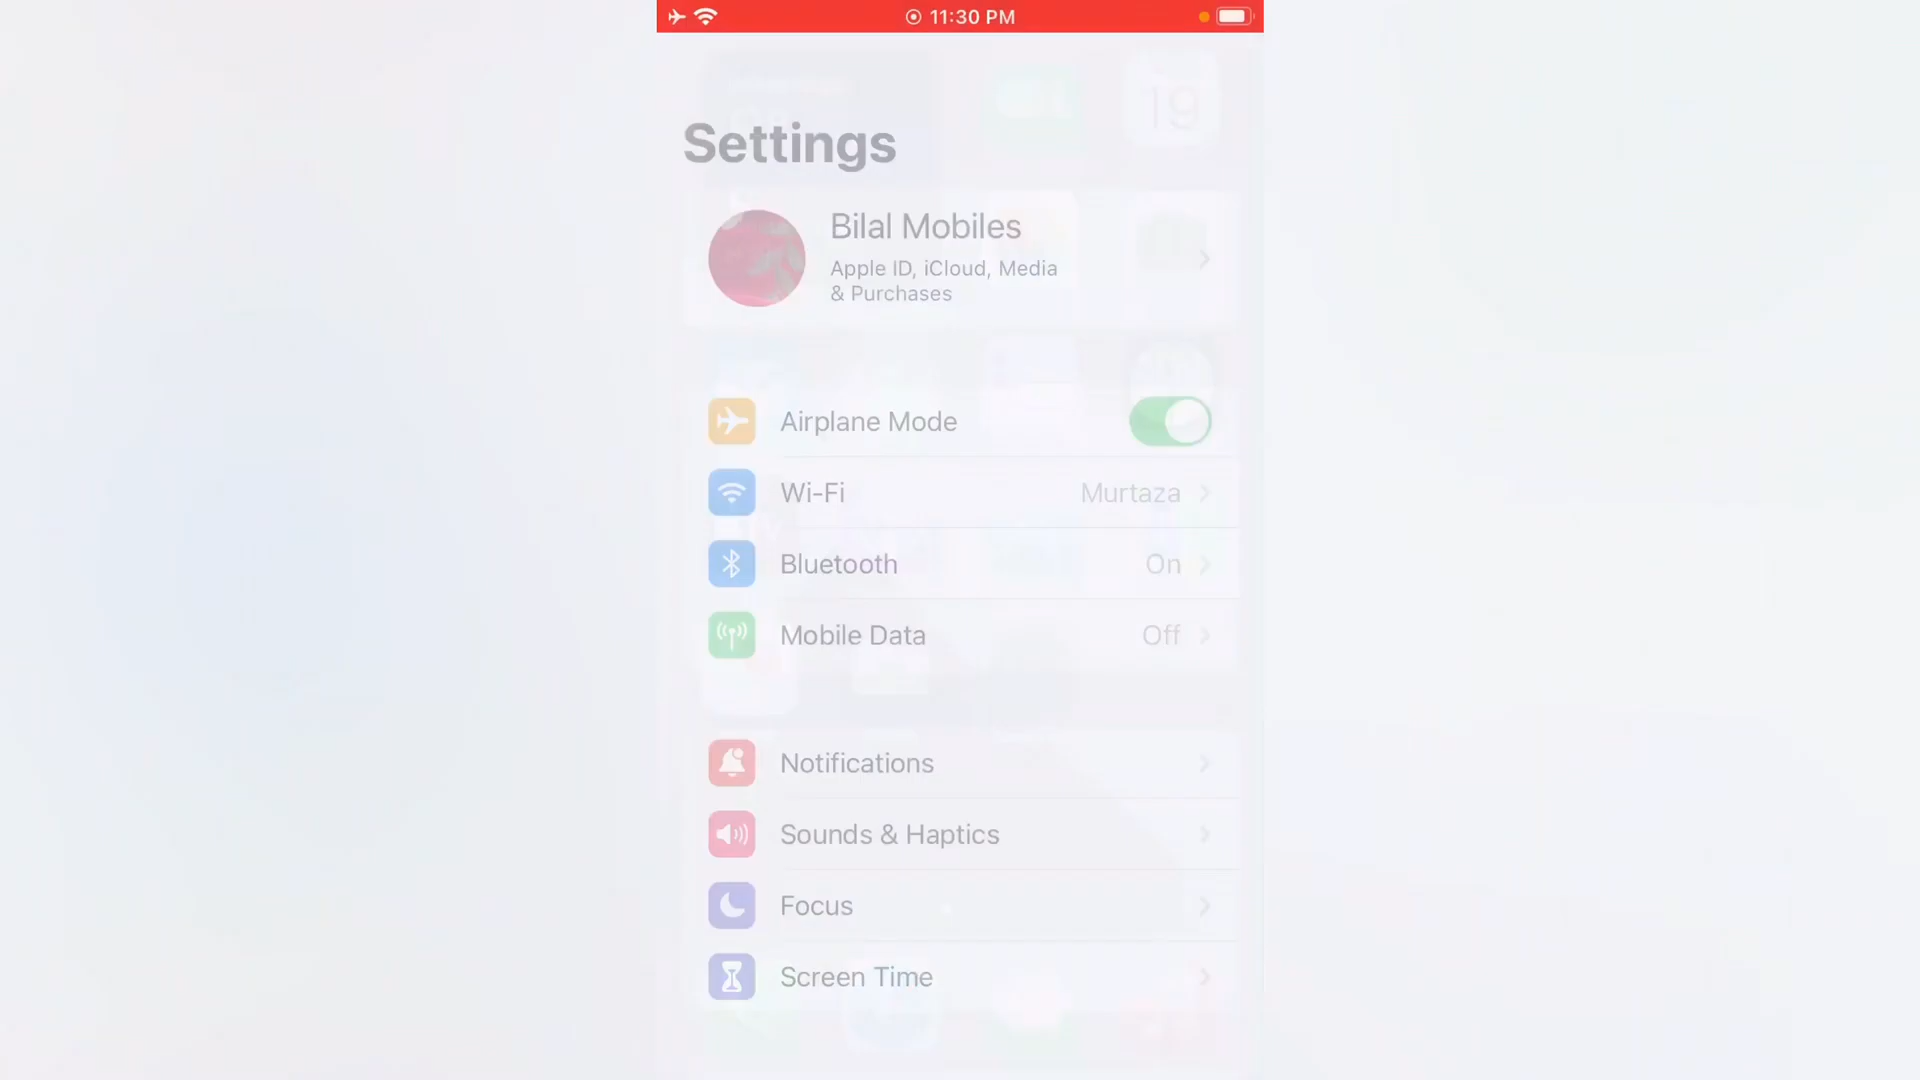 11:30 PM
19
Settings
Bilal Mobiles
Apple ID, iCloud, Media
& Purchases
Airplane Mode
Wi-Fi Murtaza
Bluetooth On
Mobile Data Off
Notifications
Sounds & Haptics
Focus
Screen Time